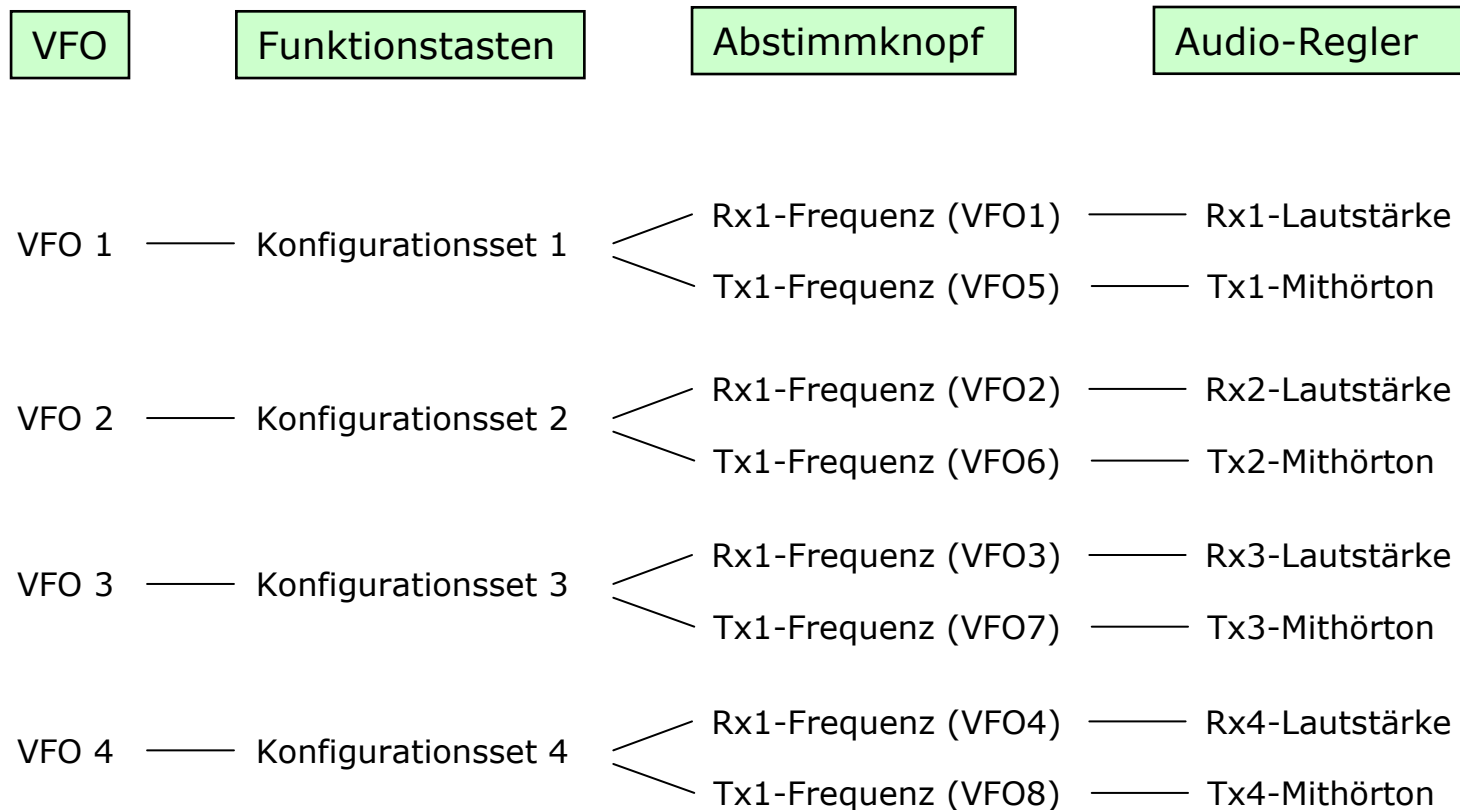 VFO Funktionstasten Abstimmknopf Audio-Regler
Rx1-Frequenz (VFO1) Rx1-Lautstärke
VFO 1 Konfigurationsset 1
Tx1-Frequenz (VFO5) Tx1-Mithörton
Rx1-Frequenz (VFO2) Rx2-Lautstärke
VFO 2 Konfigurationsset 2
Tx1-Frequenz (VFO6) Tx2-Mithörton
Rx1-Frequenz (VFO3) Rx3-Lautstärke
VFO 3 Konfigurationsset 3
Tx1-Frequenz (VFO7) Tx3-Mithörton
Rx1-Frequenz (VFO4) Rx4-Lautstärke
VFO 4 Konfigurationsset 4
Tx1-Frequenz (VFO8) Tx4-Mithörton